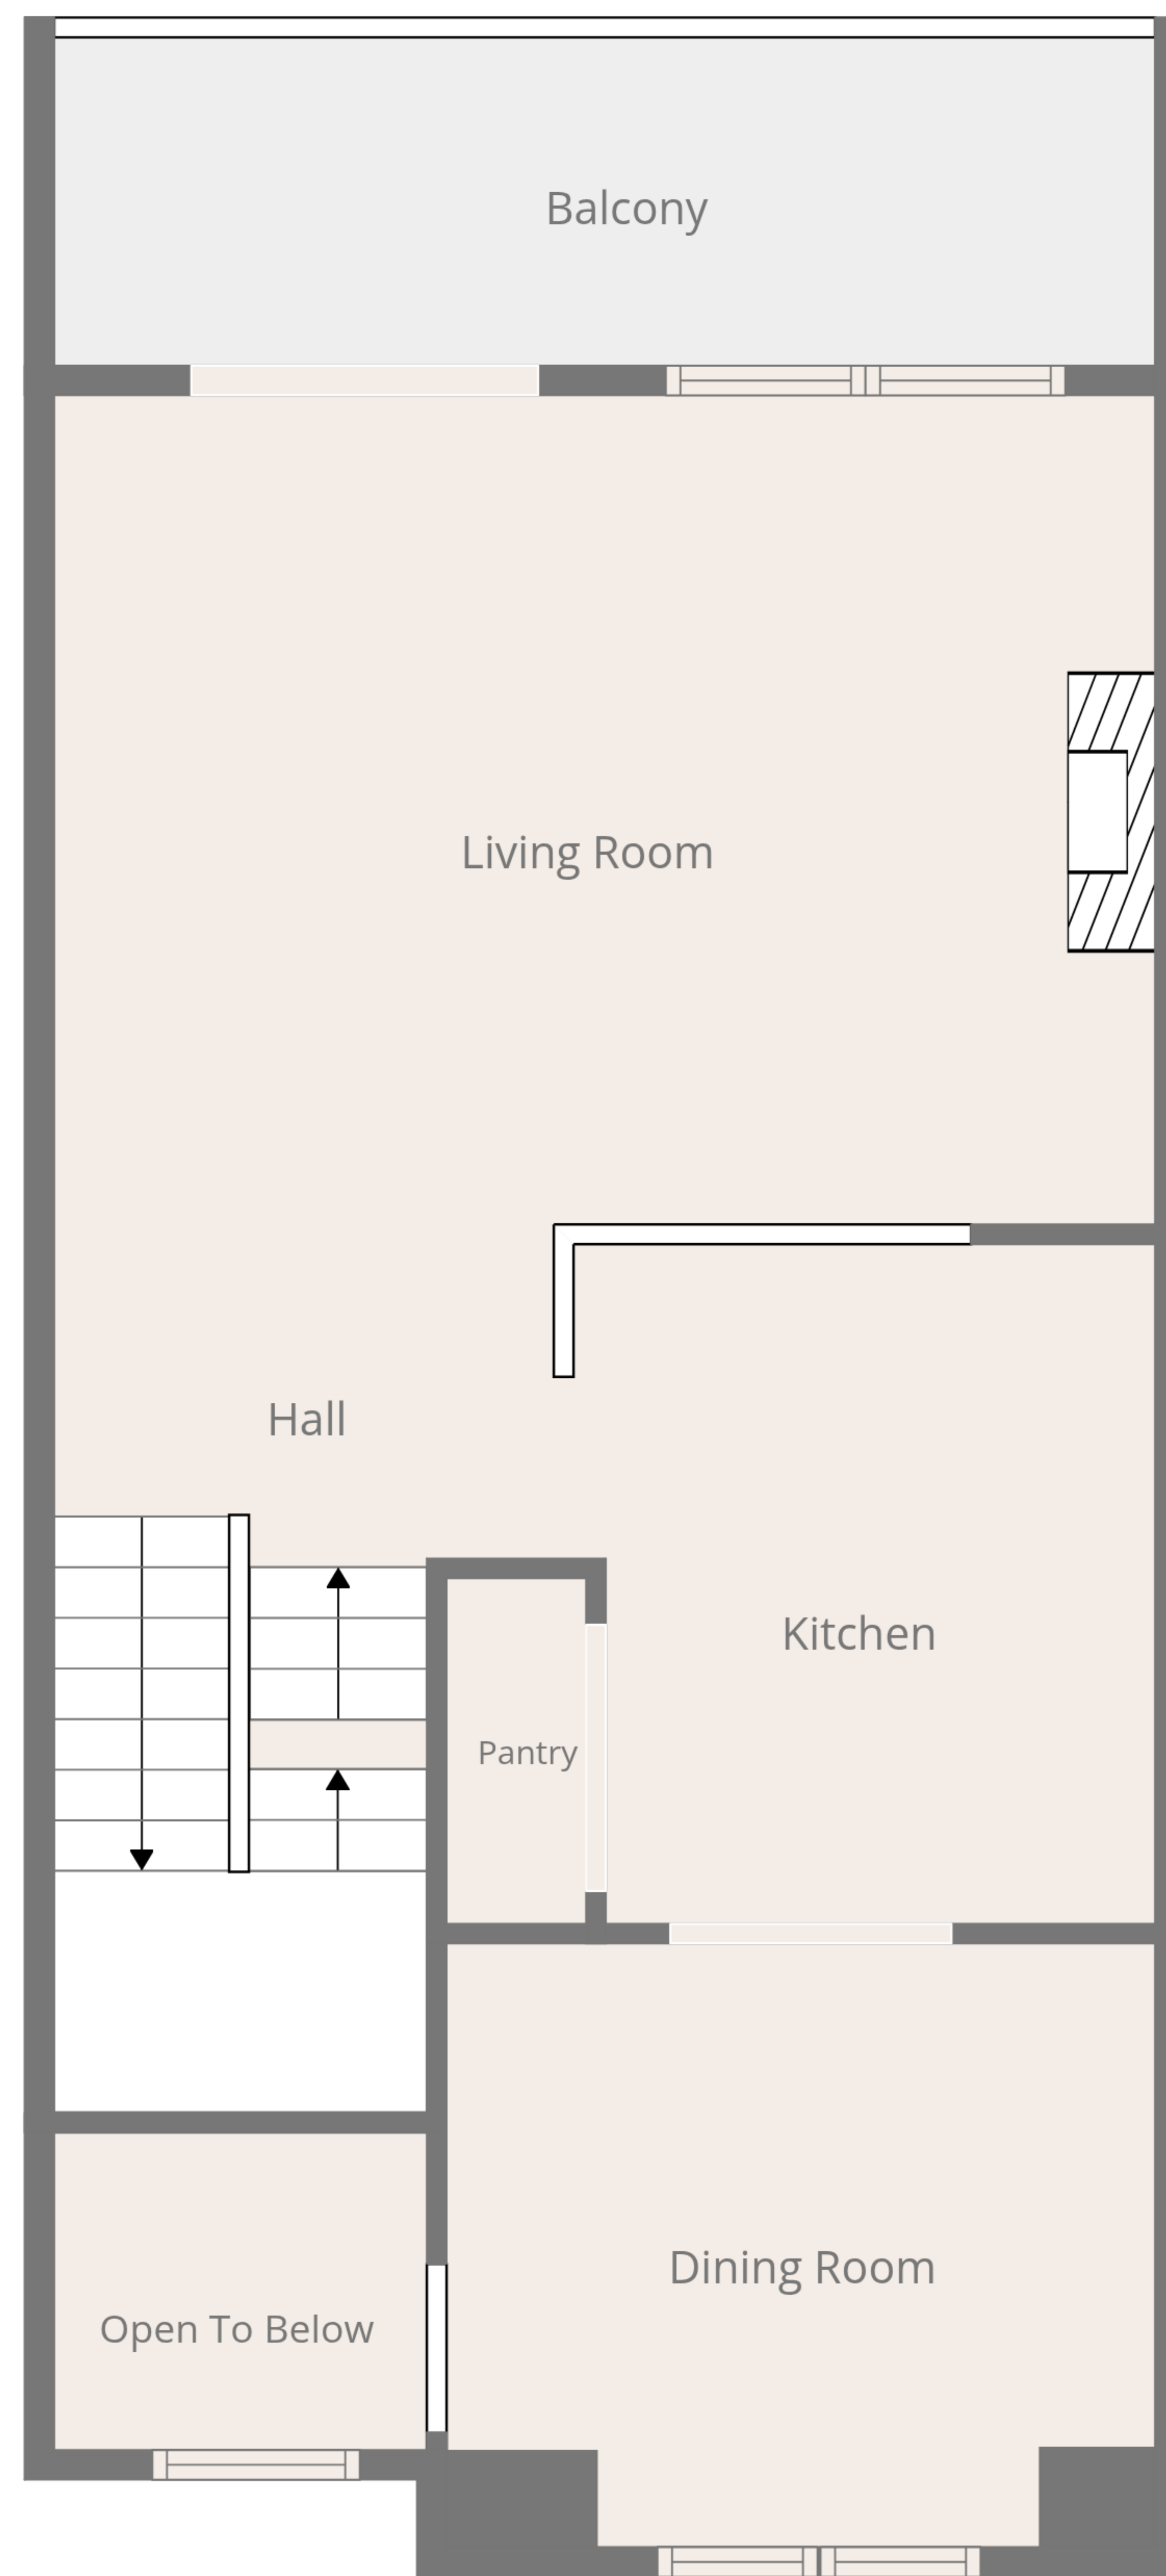 Balcony
Living Room
Hall
Kitchen
Pantry
Dining Room
Open To Below